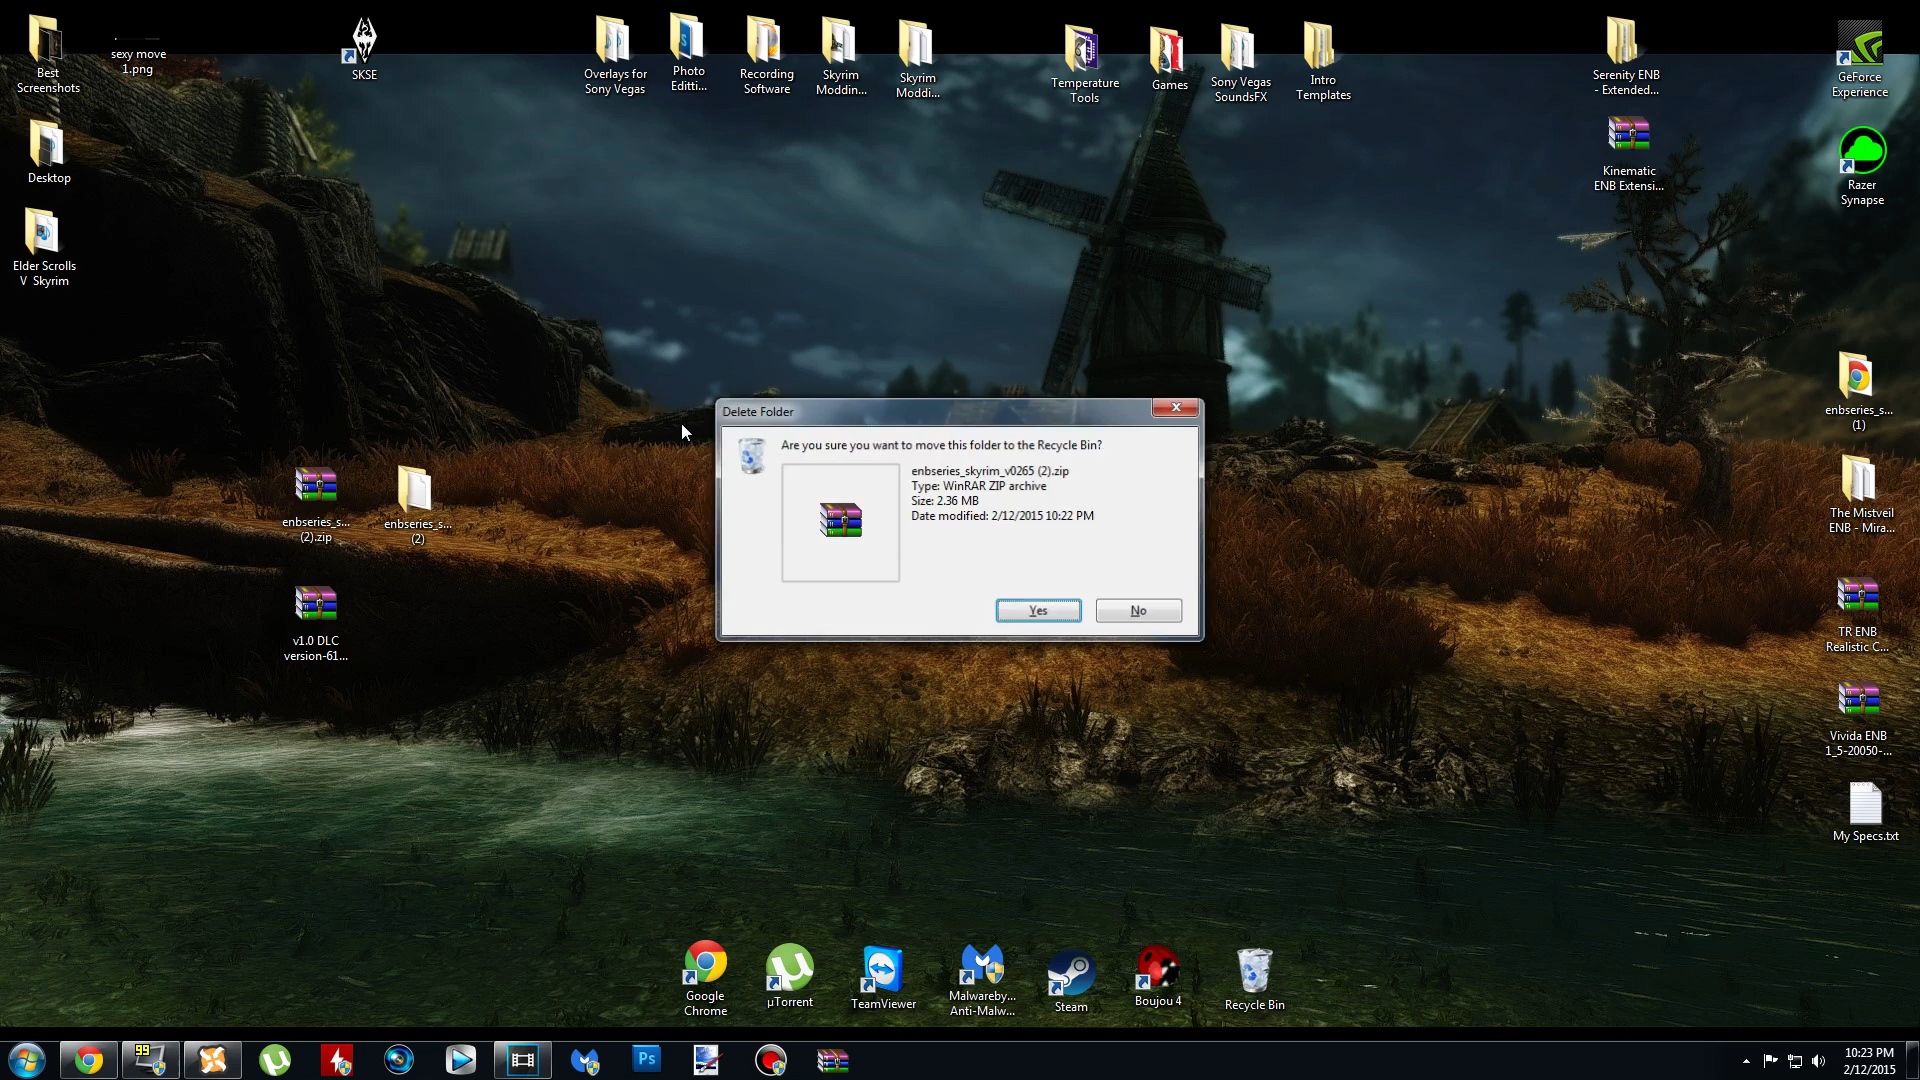 Best
Screenshots
sexy move
1.png
SKSE
Overlays for
Sony Vegas
Photo
Editti...
Recording
Software
Skyrim
Moddin...
Skyrim
Moddi...
Temperature
Tools
Games
Sony Vegas
SoundsFX
Intro
Templates
Serenity ENB
- Extended...
GeForce
Experience
Desktop
Kinematic
ENB Extensi...
Razer
Synapse
Elder Scrolls
V Skyrim
enbseries_s...
(1)
Delete Folder
Are you sure you want to move this folder to the Recycle Bin?
enbseries_skyrim_v0265 (2).zip
Type: WinRAR ZIP archive
Size: 2.36 MB
Date modified: 2/12/2015 10:22 PM
Yes
No
enbseries_s...
(2).zip
enbseries_s...
(2)
The Mistveil
ENB - Mira...
v1.0 DLC
version-61...
TR ENB
Realistic C...
Vivida ENB
1_5-20050-...
My Specs.txt
Google
Chrome
µTorrent
TeamViewer
Malwareby...
Anti-Malw...
Steam
Boujou 4
Recycle Bin
99
Ps
10:23 PM
2/12/2015